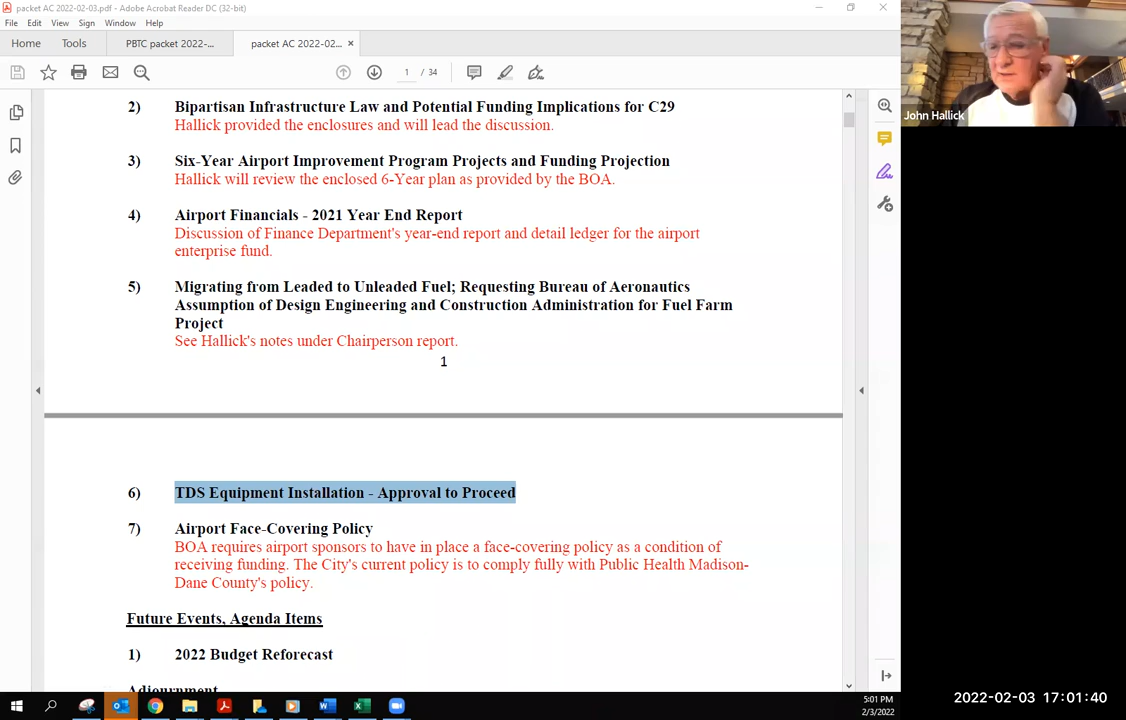 packet AC 2022-02-03.pdf - Adobe Acrobat Reader DC (32-bit)
File Edit View Sign Window Help
Home Tools PBTC packet 2022-... packet AC 2022-02... ×
1 / 34
2) Bipartisan Infrastructure Law and Potential Funding Implications for C29
Hallick provided the enclosures and will lead the discussion.
3) Six-Year Airport Improvement Program Projects and Funding Projection
Hallick will review the enclosed 6-Year plan as provided by the BOA.
4) Airport Financials - 2021 Year End Report
Discussion of Finance Department's year-end report and detail ledger for the airport
enterprise fund.
5) Migrating from Leaded to Unleaded Fuel; Requesting Bureau of Aeronautics
Assumption of Design Engineering and Construction Administration for Fuel Farm
Project
See Hallick's notes under Chairperson report.
1
6) TDS Equipment Installation - Approval to Proceed
7) Airport Face-Covering Policy
BOA requires airport sponsors to have in place a face-covering policy as a condition of
receiving funding. The City's current policy is to comply fully with Public Health Madison-
Dane County's policy.
Future Events, Agenda Items
1) 2022 Budget Reforecast
Adjournment
John Hallick
5:01 PM
2/3/2022
2022-02-03 17:01:40